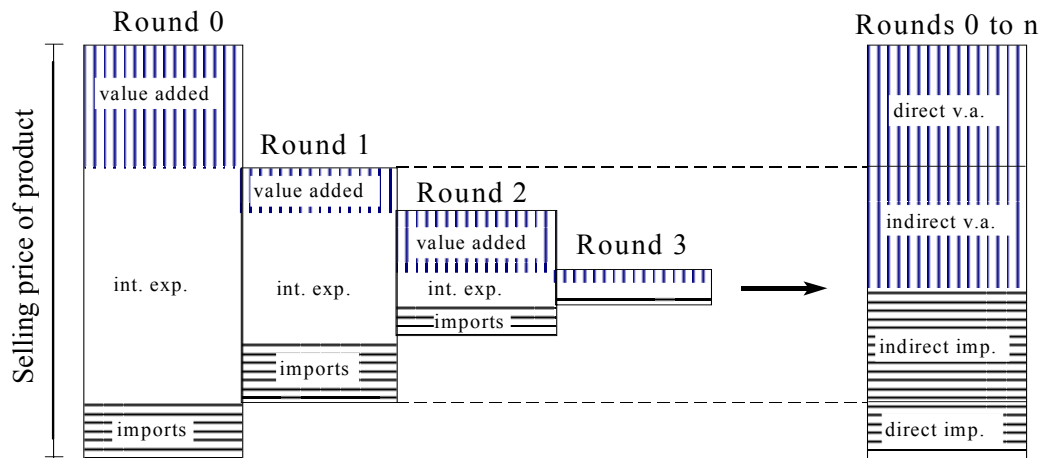 Round 0
Rounds 0 to n
Selling price of product
value added
int. exp.
imports
Round 1
value added
int. exp.
imports
Round 2
value added
int. exp.
imports
Round 3
direct v.a.
indirect v.a.
indirect imp.
direct imp.